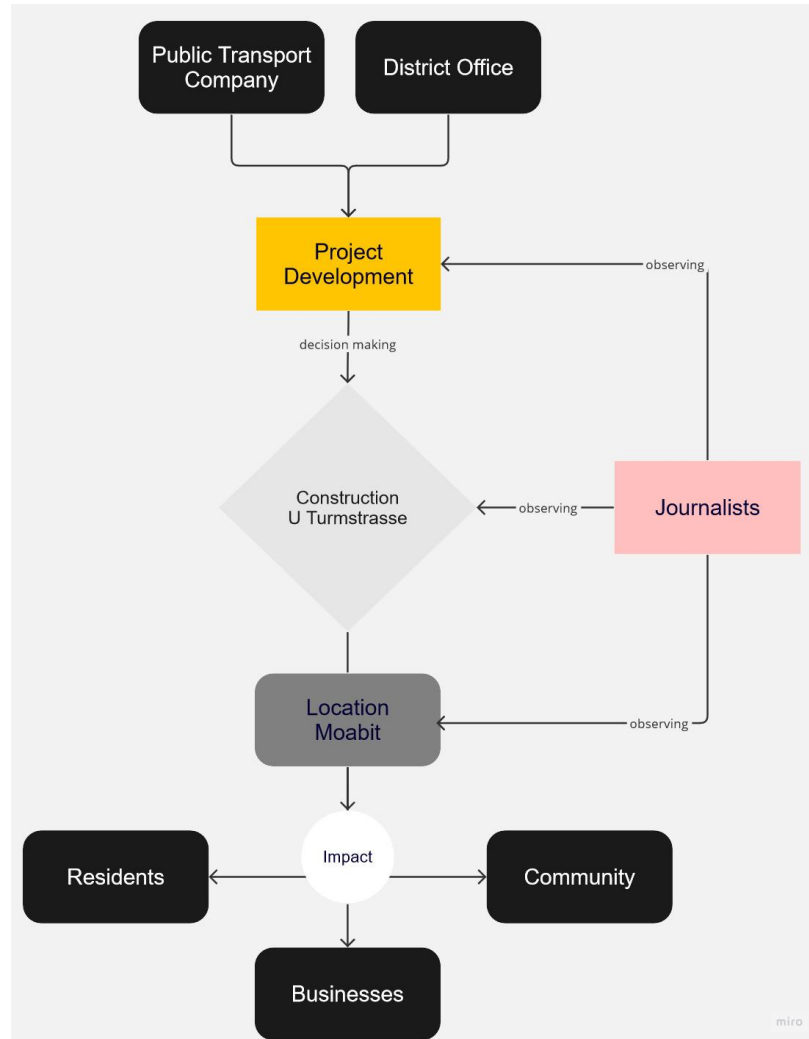 Public Transport
Company
District Office
Project
Development
observing
decision making
Construction
U Turmstrasse
observing
Journalists
Location
Moabit
observing
Impact
Residents
Community
Businesses
miro